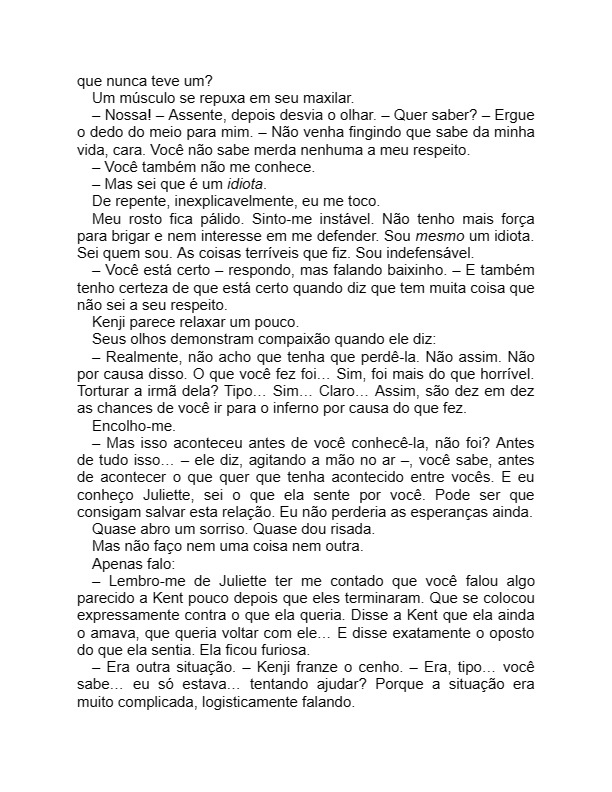 que nunca teve um?
Um músculo se repuxa em seu maxilar.
– Nossa! – Assente, depois desvia o olhar. – Quer saber? – Ergue
o dedo do meio para mim. – Não venha fingindo que sabe da minha
vida, cara. Você não sabe merda nenhuma a meu respeito.
– Você também não me conhece.
– Mas sei que é um idiota.
De repente, inexplicavelmente, eu me toco.
Meu rosto fica pálido. Sinto-me instável. Não tenho mais força
para brigar e nem interesse em me defender. Sou mesmo um idiota.
Sei quem sou. As coisas terríveis que fiz. Sou indefensável.
– Você está certo – respondo, mas falando baixinho. – E também
tenho certeza de que está certo quando diz que tem muita coisa que
não sei a seu respeito.
Kenji parece relaxar um pouco.
Seus olhos demonstram compaixão quando ele diz:
– Realmente, não acho que tenha que perdê-la. Não assim. Não
por causa disso. O que você fez foi… Sim, foi mais do que horrível.
Torturar a irmã dela? Tipo… Sim… Claro… Assim, são dez em dez
as chances de você ir para o inferno por causa do que fez.
Encolho-me.
– Mas isso aconteceu antes de você conhecê-la, não foi? Antes
de tudo isso… – ele diz, agitando a mão no ar –, você sabe, antes
de acontecer o que quer que tenha acontecido entre vocês. E eu
conheço Juliette, sei o que ela sente por você. Pode ser que
consigam salvar esta relação. Eu não perderia as esperanças ainda.
Quase abro um sorriso. Quase dou risada.
Mas não faço nem uma coisa nem outra.
Apenas falo:
– Lembro-me de Juliette ter me contado que você falou algo
parecido a Kent pouco depois que eles terminaram. Que se colocou
expressamente contra o que ela queria. Disse a Kent que ela ainda
o amava, que queria voltar com ele… E disse exatamente o oposto
do que ela sentia. Ela ficou furiosa.
– Era outra situação. – Kenji franze o cenho. – Era, tipo… você
sabe… eu só estava… tentando ajudar? Porque a situação era
muito complicada, logisticamente falando.